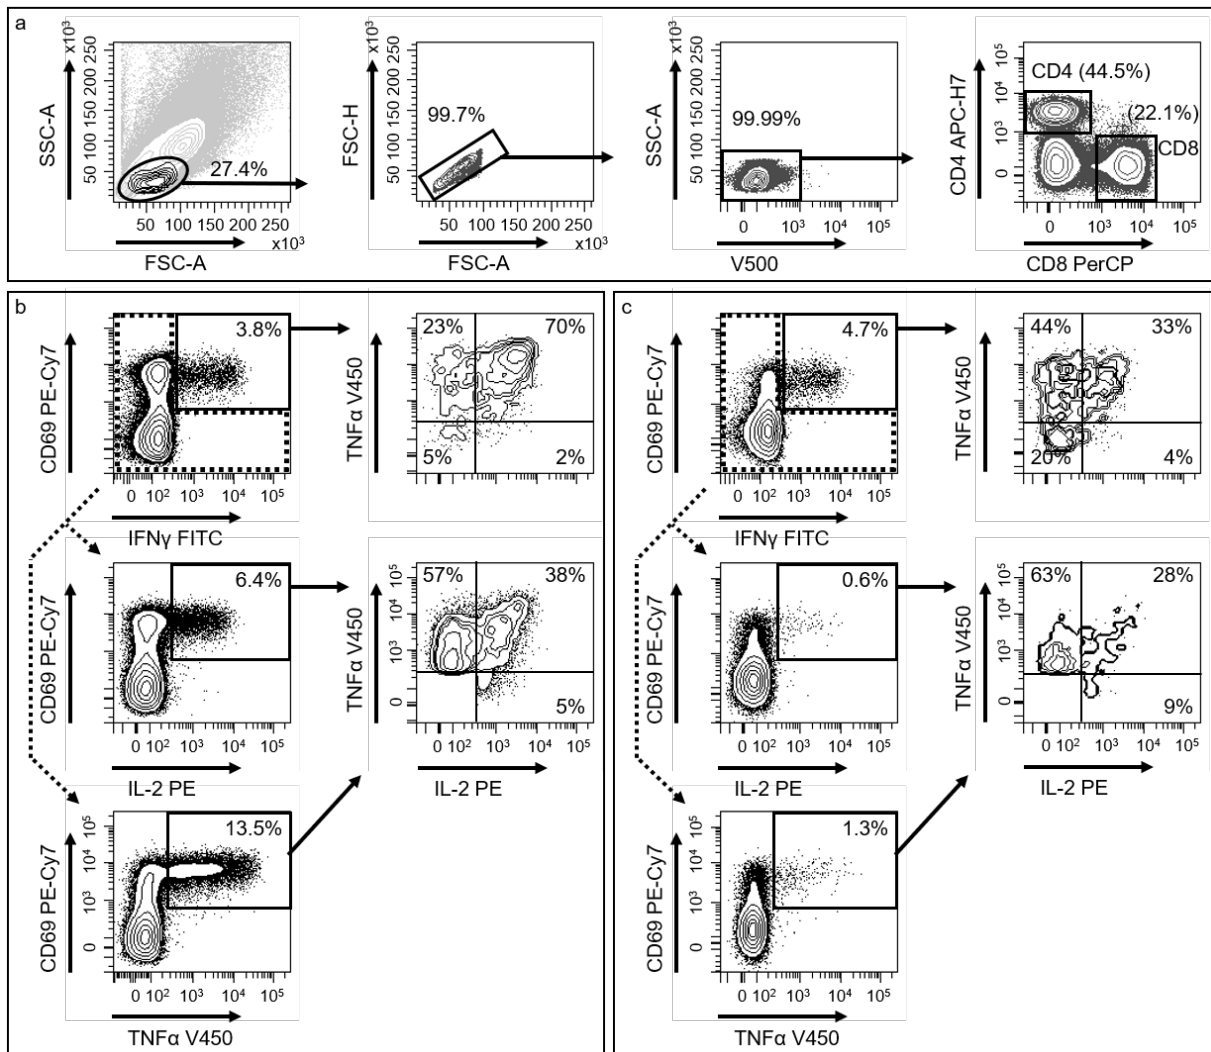 a
x10³
250
200
150
100
50
SSC-A
27.4%
50 100 150 200 250
x10³
FSC-A
x10³
250
200
150
100
50
FSC-H
99.7%
50 100 150 200 250
x10³
FSC-A
x10³
250
200
150
100
50
SSC-A
99.99%
0 10³ 10⁴ 10⁵
V500
10⁵
10⁴
10³
0
CD4 APC-H7
CD4 (44.5%)
(22.1%)
CD8
0 10³ 10⁴ 10⁵
CD8 PerCP
b
CD69 PE-Cy7
3.8%
0 10² 10³ 10⁴ 10⁵
IFNγ FITC
TNFα V450
23% 70%
5% 2%
CD69 PE-Cy7
6.4%
0 10² 10³ 10⁴ 10⁵
IL-2 PE
TNFα V450
10⁵
10⁴
10³
0
57% 38%
5%
0 10² 10³ 10⁴ 10⁵
IL-2 PE
CD69 PE-Cy7
10⁵
10⁴
10³
0
13.5%
0 10² 10³ 10⁴ 10⁵
TNFα V450
c
CD69 PE-Cy7
4.7%
0 10² 10³ 10⁴ 10⁵
IFNγ FITC
TNFα V450
44% 33%
20% 4%
CD69 PE-Cy7
0.6%
0 10² 10³ 10⁴ 10⁵
IL-2 PE
TNFα V450
10⁵
10⁴
10³
0
63% 28%
9%
0 10² 10³ 10⁴ 10⁵
IL-2 PE
CD69 PE-Cy7
10⁵
10⁴
10³
0
1.3%
0 10² 10³ 10⁴ 10⁵
TNFα V450